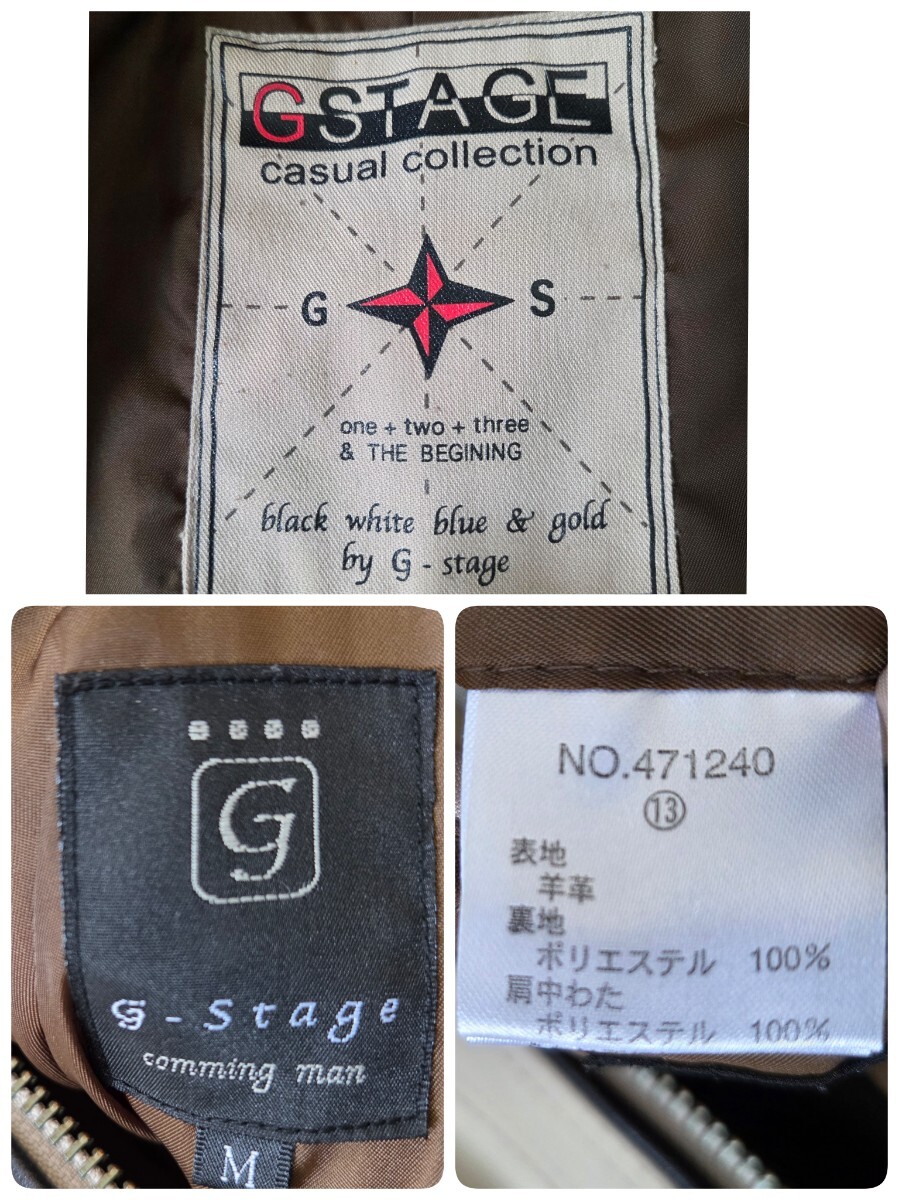 GSTAGE
casual collection
G S
one + two + three
& THE BEGINING
black white blue & gold
by G - stage
G
G - Stage
comming man
M
NO.471240
⑬
表地
羊革
裏地
ポリエステル 100%
肩中わた
ポリエステル 100%